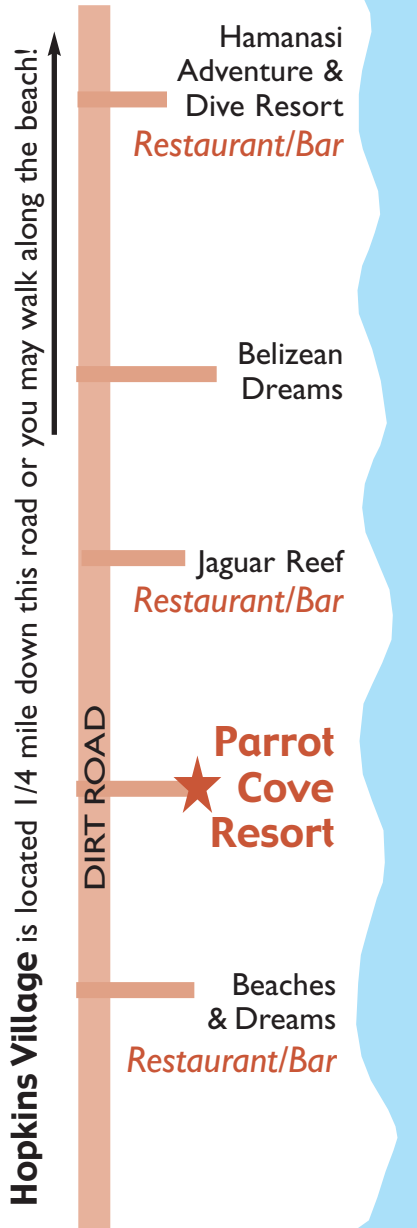 Hopkins Village is located 1/4 mile down this road or you may walk along the beach!
Hamanasi
Adventure &
Dive Resort
Restaurant/Bar
Belizean
Dreams
Jaguar Reef
Restaurant/Bar
DIRT ROAD
Parrot
Cove
Resort
Beaches
& Dreams
Restaurant/Bar